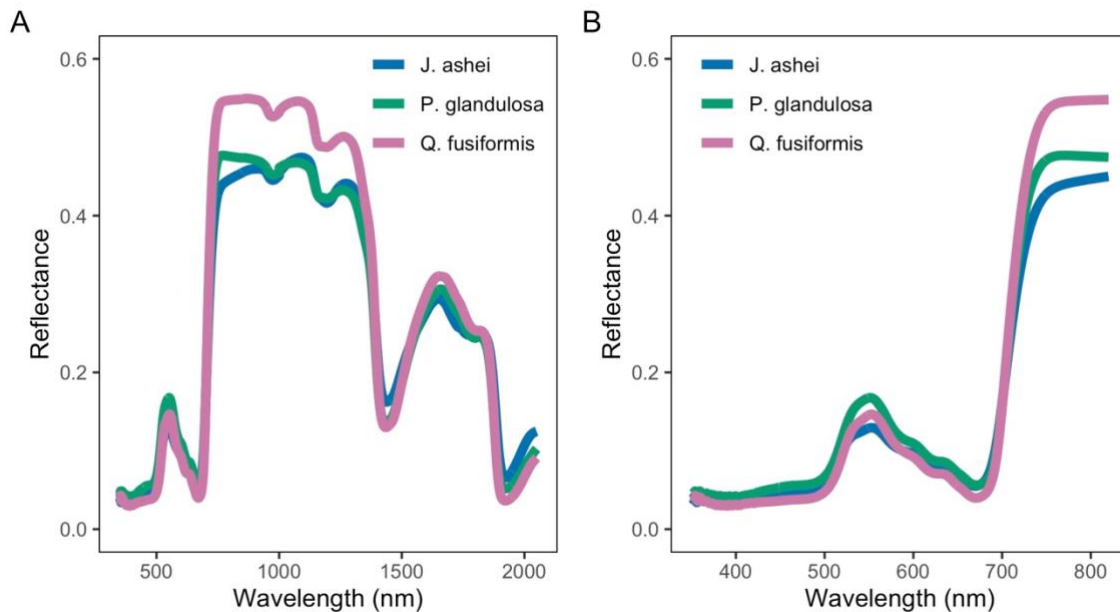 A
B
0.6
0.4
0.2
0.0
Reflectance
J. ashei
P. glandulosa
Q. fusiformis
500
1000
1500
2000
Wavelength (nm)
0.6
0.4
0.2
0.0
Reflectance
J. ashei
P. glandulosa
Q. fusiformis
400
500
600
700
800
Wavelength (nm)